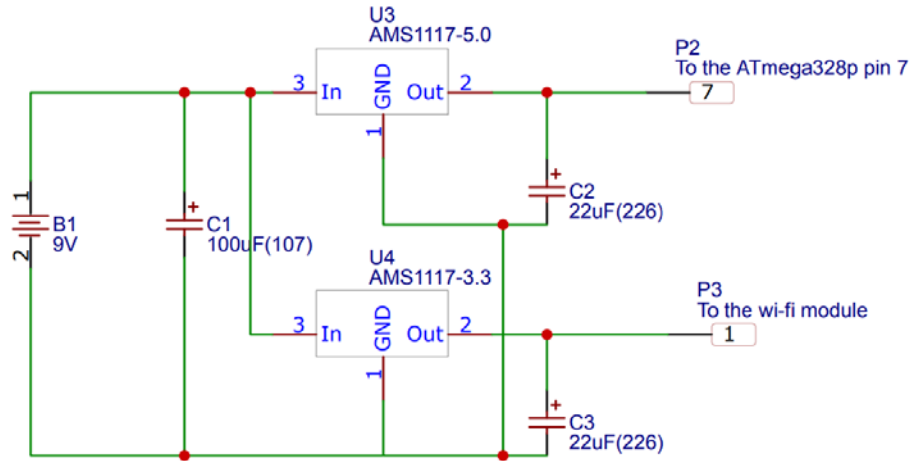 U3
AMS1117-5.0
P2
To the ATmega328p pin 7
3 In GND Out 2
7
1
1
B1
9V
2
C1
100uF(107)
C2
22uF(226)
U4
AMS1117-3.3
P3
To the wi-fi module
3 In GND Out 2
1
1
C3
22uF(226)